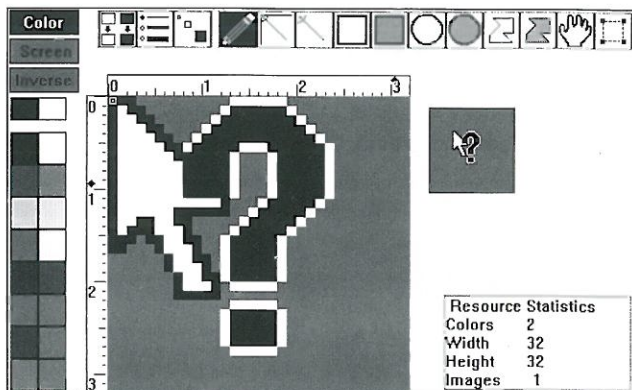 Color
Screen
Inverse
0 1 2 3
0
1
2
3
Resource Statistics
Colors 2
Width 32
Height 32
Images 1